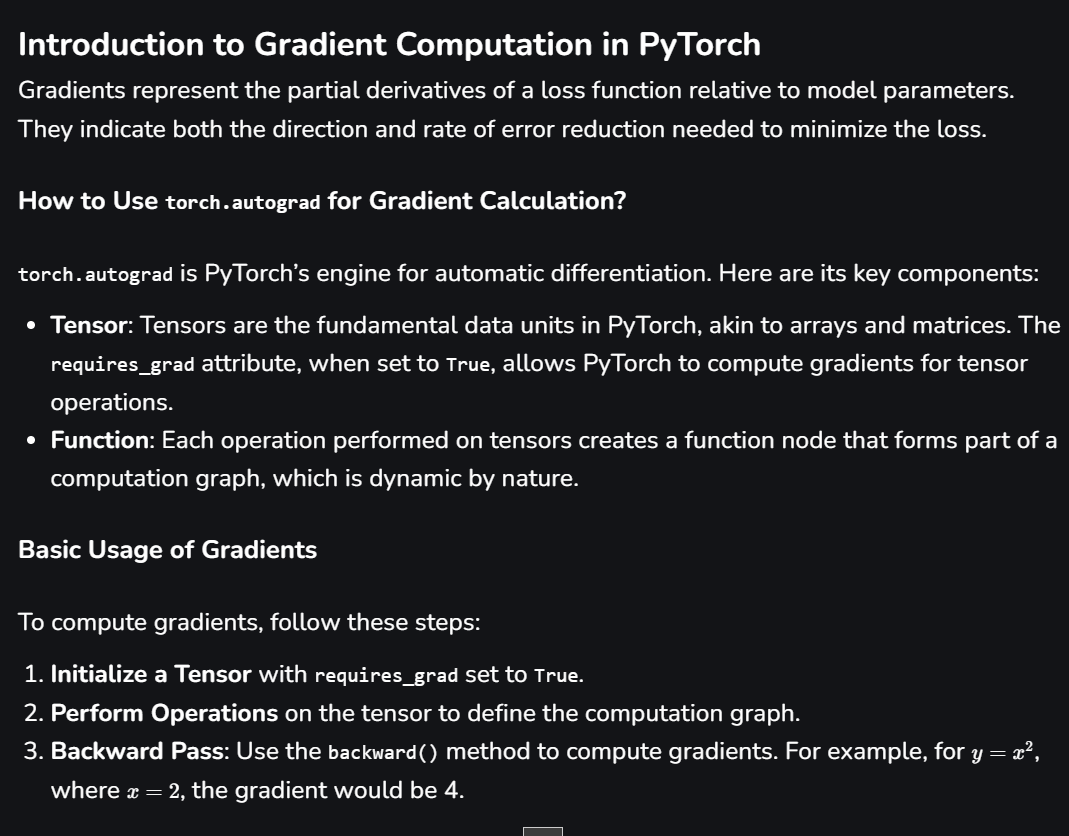 Introduction to Gradient Computation in PyTorch
Gradients represent the partial derivatives of a loss function relative to model parameters.
They indicate both the direction and rate of error reduction needed to minimize the loss.
How to Use torch.autograd for Gradient Calculation?
torch.autograd is PyTorch’s engine for automatic differentiation. Here are its key components:
• Tensor: Tensors are the fundamental data units in PyTorch, akin to arrays and matrices. The
requires_grad attribute, when set to True, allows PyTorch to compute gradients for tensor
operations.
• Function: Each operation performed on tensors creates a function node that forms part of a
computation graph, which is dynamic by nature.
Basic Usage of Gradients
To compute gradients, follow these steps:
1. Initialize a Tensor with requires_grad set to True.
2. Perform Operations on the tensor to define the computation graph.
3. Backward Pass: Use the backward() method to compute gradients. For example, for y = x²,
where x = 2, the gradient would be 4.